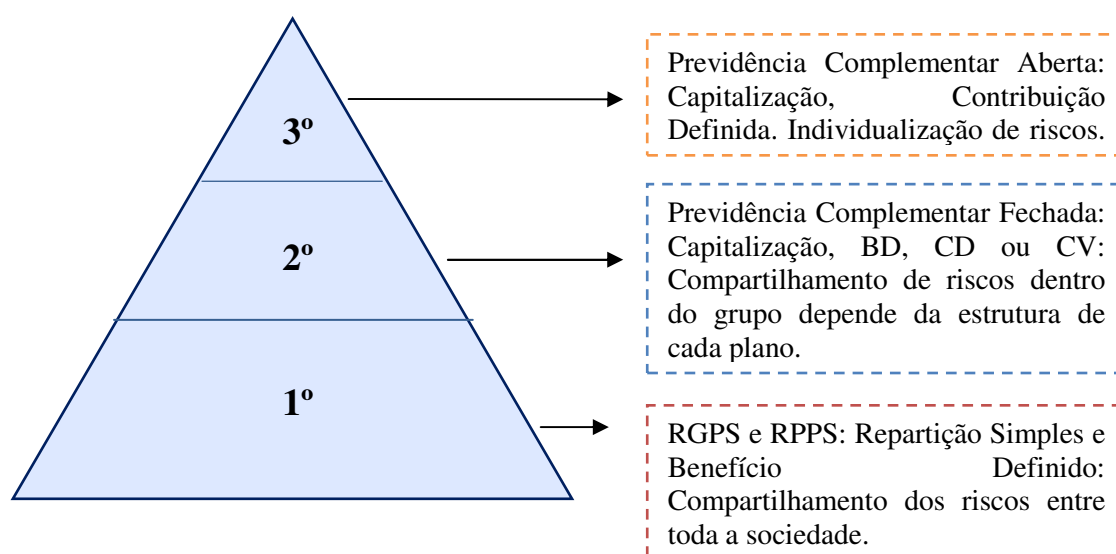 3º
Previdência Complementar Aberta:
Capitalização, Contribuição
Definida. Individualização de riscos.
2º
Previdência Complementar Fechada:
Capitalização, BD, CD ou CV:
Compartilhamento de riscos dentro
do grupo depende da estrutura de
cada plano.
1º
RGPS e RPPS: Repartição Simples e
Benefício Definido:
Compartilhamento dos riscos entre
toda a sociedade.